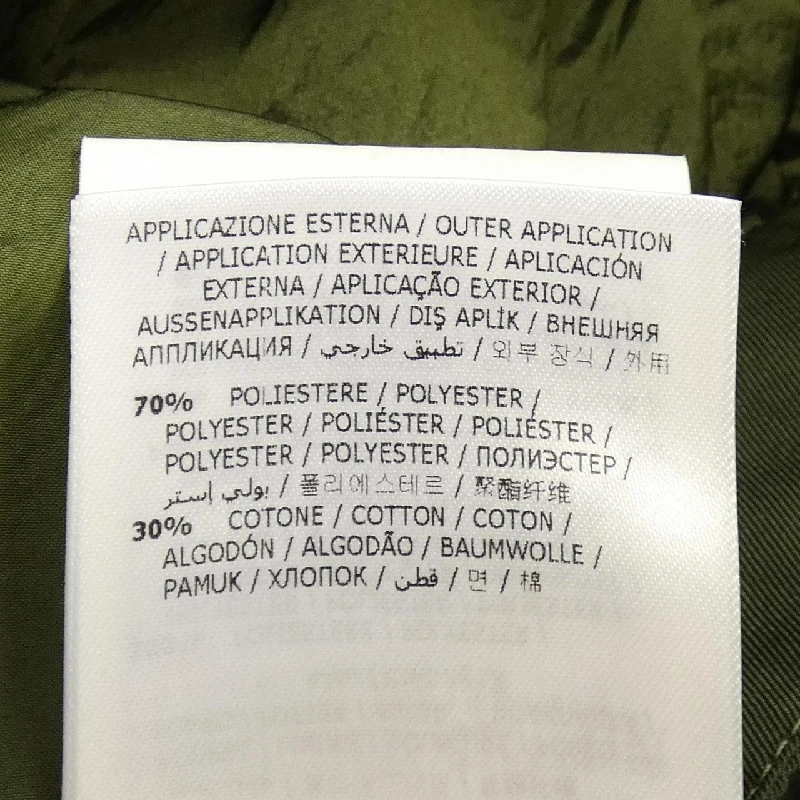 APPLICAZIONE ESTERNA / OUTER APPLICATION
/ APPLICATION EXTERIEURE / APLICACIÓN
EXTERNA / APLICAÇÃO EXTERIOR /
AUSSENAPPLIKATION / DIŞ APLİK / ВНЕШНЯЯ
АППЛИКАЦИЯ / تطبيق خارجي / 외부 장식 / 外用
70% POLIESTERE / POLYESTER /
POLYESTER / POLIÉSTER / POLIÉSTER /
POLYESTER / POLYESTER / ПОЛИЭСТЕР /
بولي إستر / 폴리에스테르 / 聚酯纤维
30% COTONE / COTTON / COTON /
ALGODÓN / ALGODÃO / BAUMWOLLE /
PAMUK / ХЛОПОК / قطن / 면 / 棉